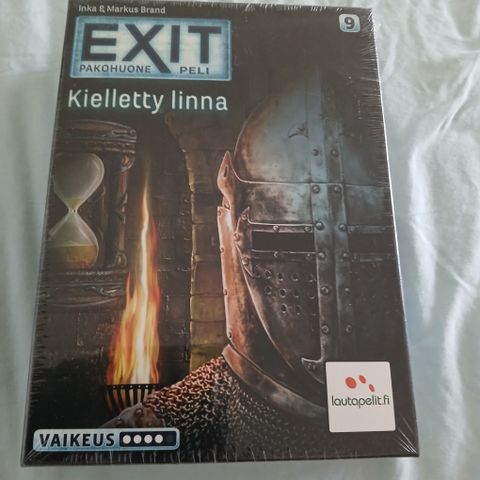 Inka & Markus Brand
9
EXIT
PAKOHUONE PELI
Kielletty linna
lautapelit.fi
VAIKEUS